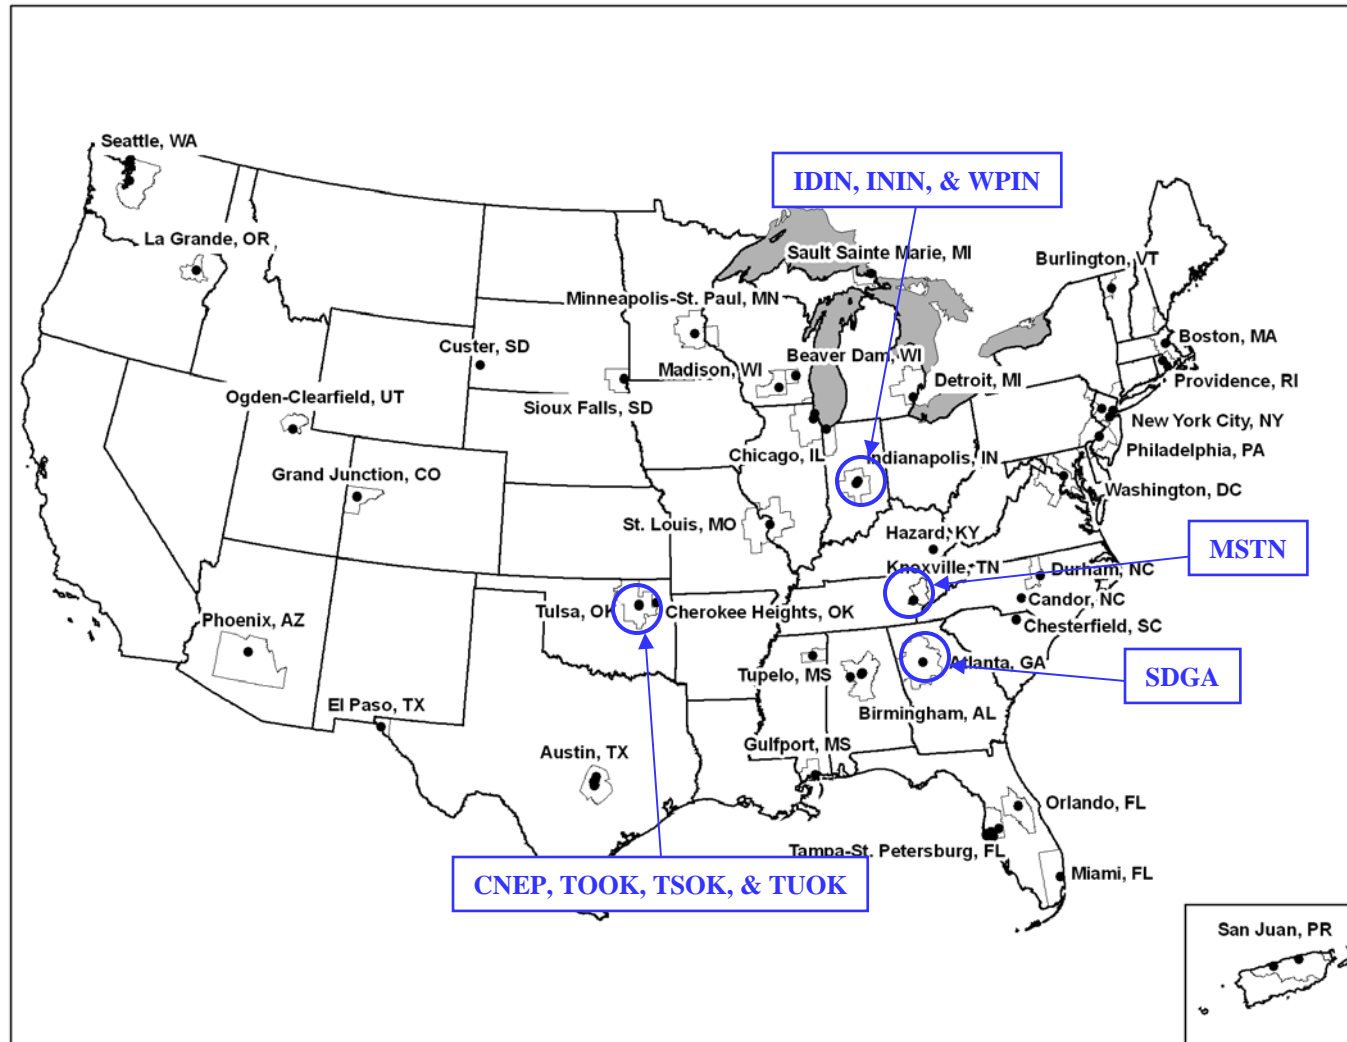 Seattle, WA
IDIN, ININ, & WPIN
La Grande, OR
Sault Sainte Marie, MI
Burlington, VT
Minneapolis-St. Paul, MN
Boston, MA
Custer, SD
Beaver Dam, WI
Madison, WI
Detroit, MI
Providence, RI
Ogden-Clearfield, UT
Sioux Falls, SD
New York City, NY
Chicago, IL
Indianapolis, IN
Philadelphia, PA
Grand Junction, CO
Washington, DC
St. Louis, MO
Hazard, KY
MSTN
Knoxville, TN
Durham, NC
Tulsa, OK
Cherokee Heights, OK
Candor, NC
Phoenix, AZ
Chesterfield, SC
Atlanta, GA
Tupelo, MS
SDGA
El Paso, TX
Birmingham, AL
Gulfport, MS
Austin, TX
Orlando, FL
Tampa-St. Petersburg, FL
Miami, FL
CNEP, TOOK, TSOK, & TUOK
San Juan, PR